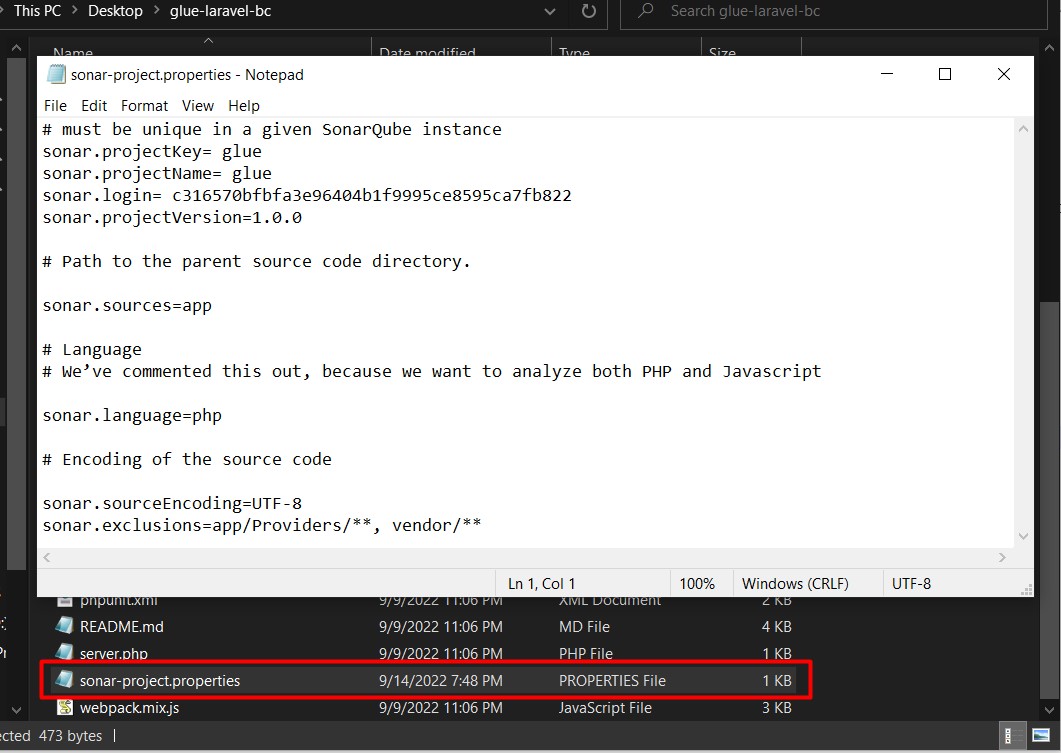 This PC > Desktop > glue-laravel-bc
Search glue-laravel-bc
Name Date modified Type Size
sonar-project.properties - Notepad
File Edit Format View Help
# must be unique in a given SonarQube instance
sonar.projectKey= glue
sonar.projectName= glue
sonar.login= c316570bfbfa3e96404b1f9995ce8595ca7fb822
sonar.projectVersion=1.0.0
# Path to the parent source code directory.
sonar.sources=app
# Language
# We’ve commented this out, because we want to analyze both PHP and Javascript
sonar.language=php
# Encoding of the source code
sonar.sourceEncoding=UTF-8
sonar.exclusions=app/Providers/**, vendor/**
Ln 1, Col 1 100% Windows (CRLF) UTF-8
phpunit.xml 9/9/2022 11:06 PM XML Document 2 KB
README.md 9/9/2022 11:06 PM MD File 4 KB
server.php 9/9/2022 11:06 PM PHP File 1 KB
sonar-project.properties 9/14/2022 7:48 PM PROPERTIES File 1 KB
webpack.mix.js 9/9/2022 11:06 PM JavaScript File 3 KB
ected 473 bytes